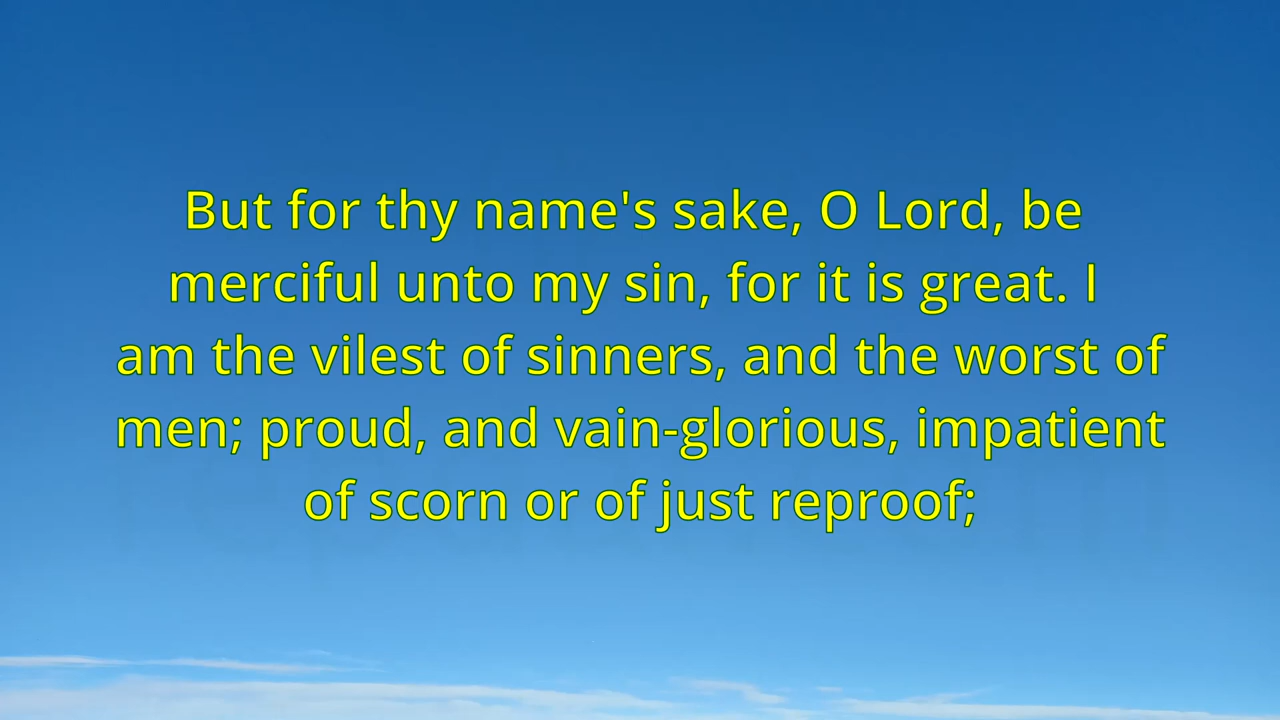 But for thy name's sake, O Lord, be
merciful unto my sin, for it is great. I
am the vilest of sinners, and the worst of
men; proud, and vain-glorious, impatient
of scorn or of just reproof;